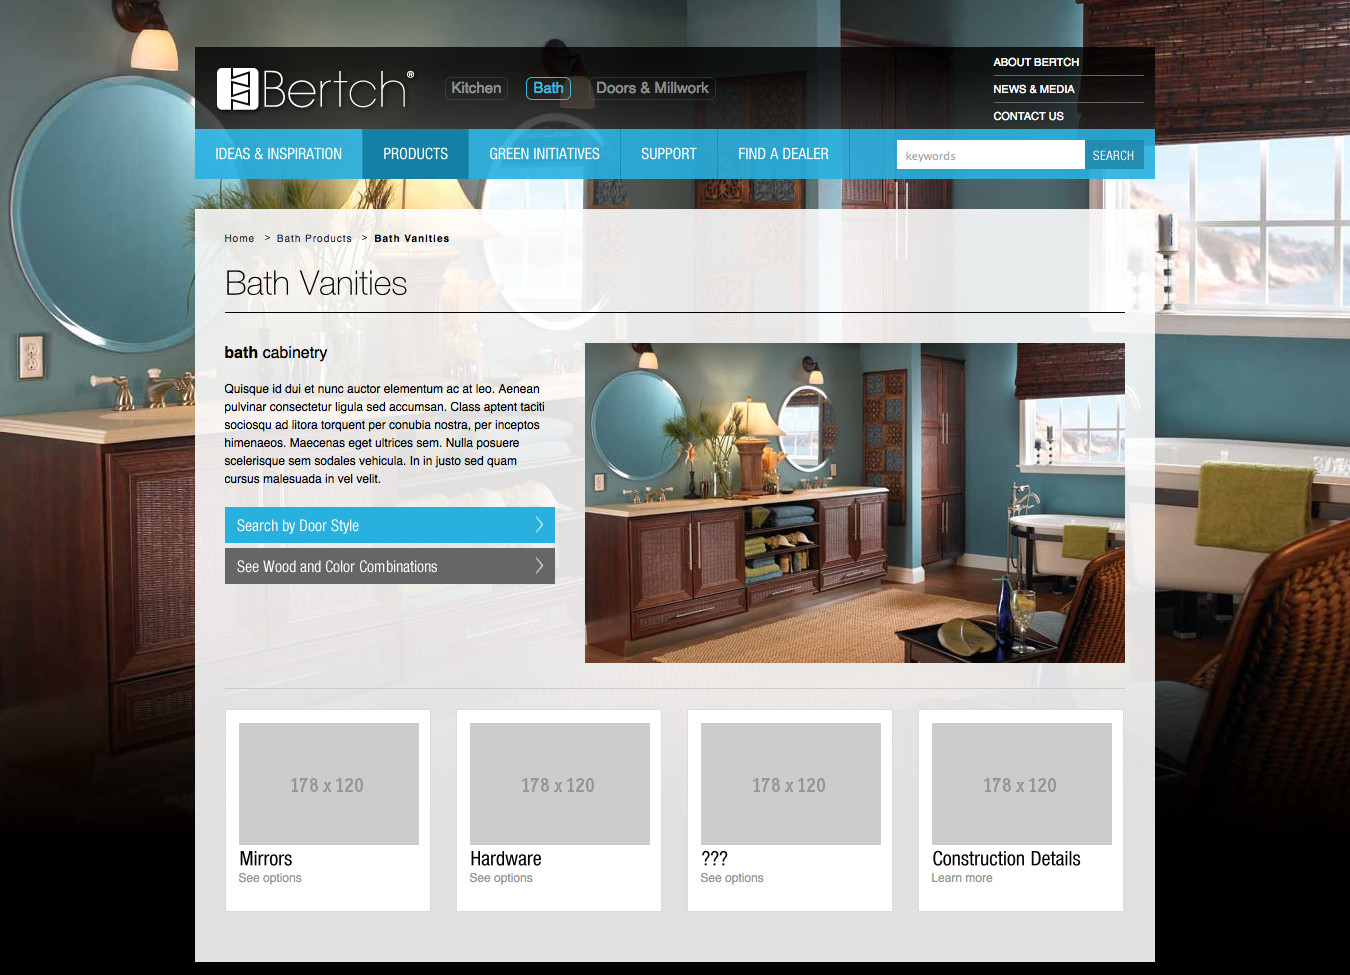 Bertch®
Kitchen
Bath
Doors & Millwork
ABOUT BERTCH
NEWS & MEDIA
CONTACT US
IDEAS & INSPIRATION
PRODUCTS
GREEN INITIATIVES
SUPPORT
FIND A DEALER
keywords
SEARCH
Home > Bath Products > Bath Vanities
Bath Vanities
bath cabinetry
Quisque id dui et nunc auctor elementum ac at leo. Aenean
pulvinar consectetur ligula sed accumsan. Class aptent taciti
sociosqu ad litora torquent per conubia nostra, per inceptos
himenaeos. Maecenas eget ultrices sem. Nulla posuere
scelerisque sem sodales vehicula. In in justo sed quam
cursus malesuada in vel velit.
Search by Door Style
See Wood and Color Combinations
178 x 120
Mirrors
See options
178 x 120
Hardware
See options
178 x 120
???
See options
178 x 120
Construction Details
Learn more